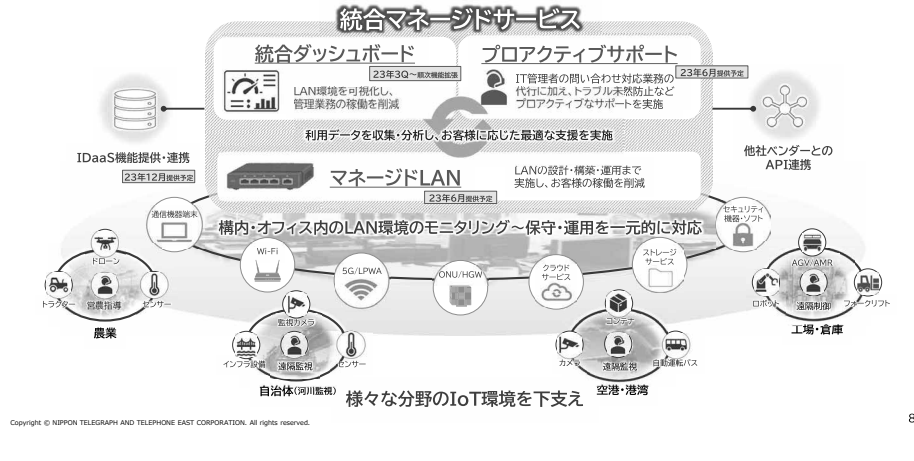 統合マネージドサービス
統合ダッシュボード
23年3Q～順次機能拡張
LAN環境を可視化し、
管理業務の稼働を削減
プロアクティブサポート
23年6月提供予定
IT管理者の問い合わせ対応業務の
代行に加え、トラブル未然防止など
プロアクティブなサポートを実施
利用データを収集・分析し、お客様に応じた最適な支援を実施
IDaaS機能提供・連携
23年12月提供予定
他社ベンダーとの
API連携
マネージドLAN
23年6月提供予定
LANの設計・構築・運用まで
実施し、お客様の稼働を削減
構内・オフィス内のLAN環境のモニタリング～保守・運用を一元的に対応
通信機器端末
Wi-Fi
5G/LPWA
ONU/HGW
クラウド
サービス
ストレージ
サービス
セキュリティ
機器・ソフト
ドローン
トラクター
営農指導
センサー
農業
監視カメラ
インフラ設備
遠隔監視
センサー
自治体(河川監視)
コンテナ
カメラ
遠隔監視
自動運転バス
空港・港湾
AGV/AMR
ロボット
遠隔制御
フォークリフト
工場・倉庫
様々な分野のIoT環境を下支え
Copyright © NIPPON TELEGRAPH AND TELEPHONE EAST CORPORATION. All rights reserved.
8